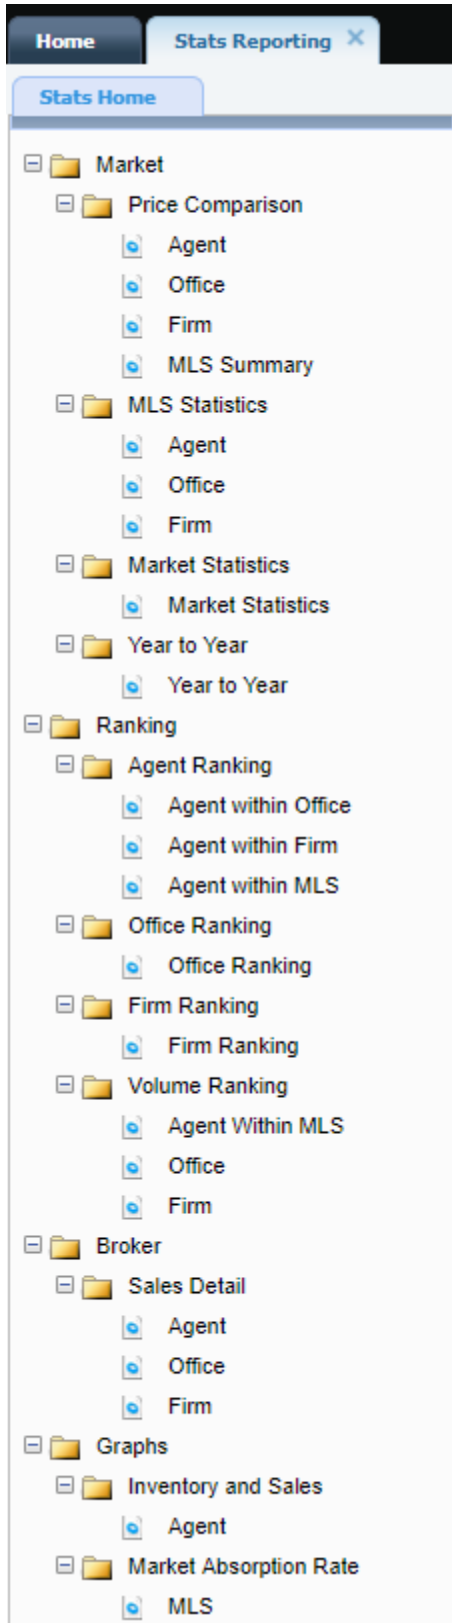 Home Stats Reporting
Stats Home
Market
Price Comparison
Agent
Office
Firm
MLS Summary
MLS Statistics
Agent
Office
Firm
Market Statistics
Market Statistics
Year to Year
Year to Year
Ranking
Agent Ranking
Agent within Office
Agent within Firm
Agent within MLS
Office Ranking
Office Ranking
Firm Ranking
Firm Ranking
Volume Ranking
Agent Within MLS
Office
Firm
Broker
Sales Detail
Agent
Office
Firm
Graphs
Inventory and Sales
Agent
Market Absorption Rate
MLS